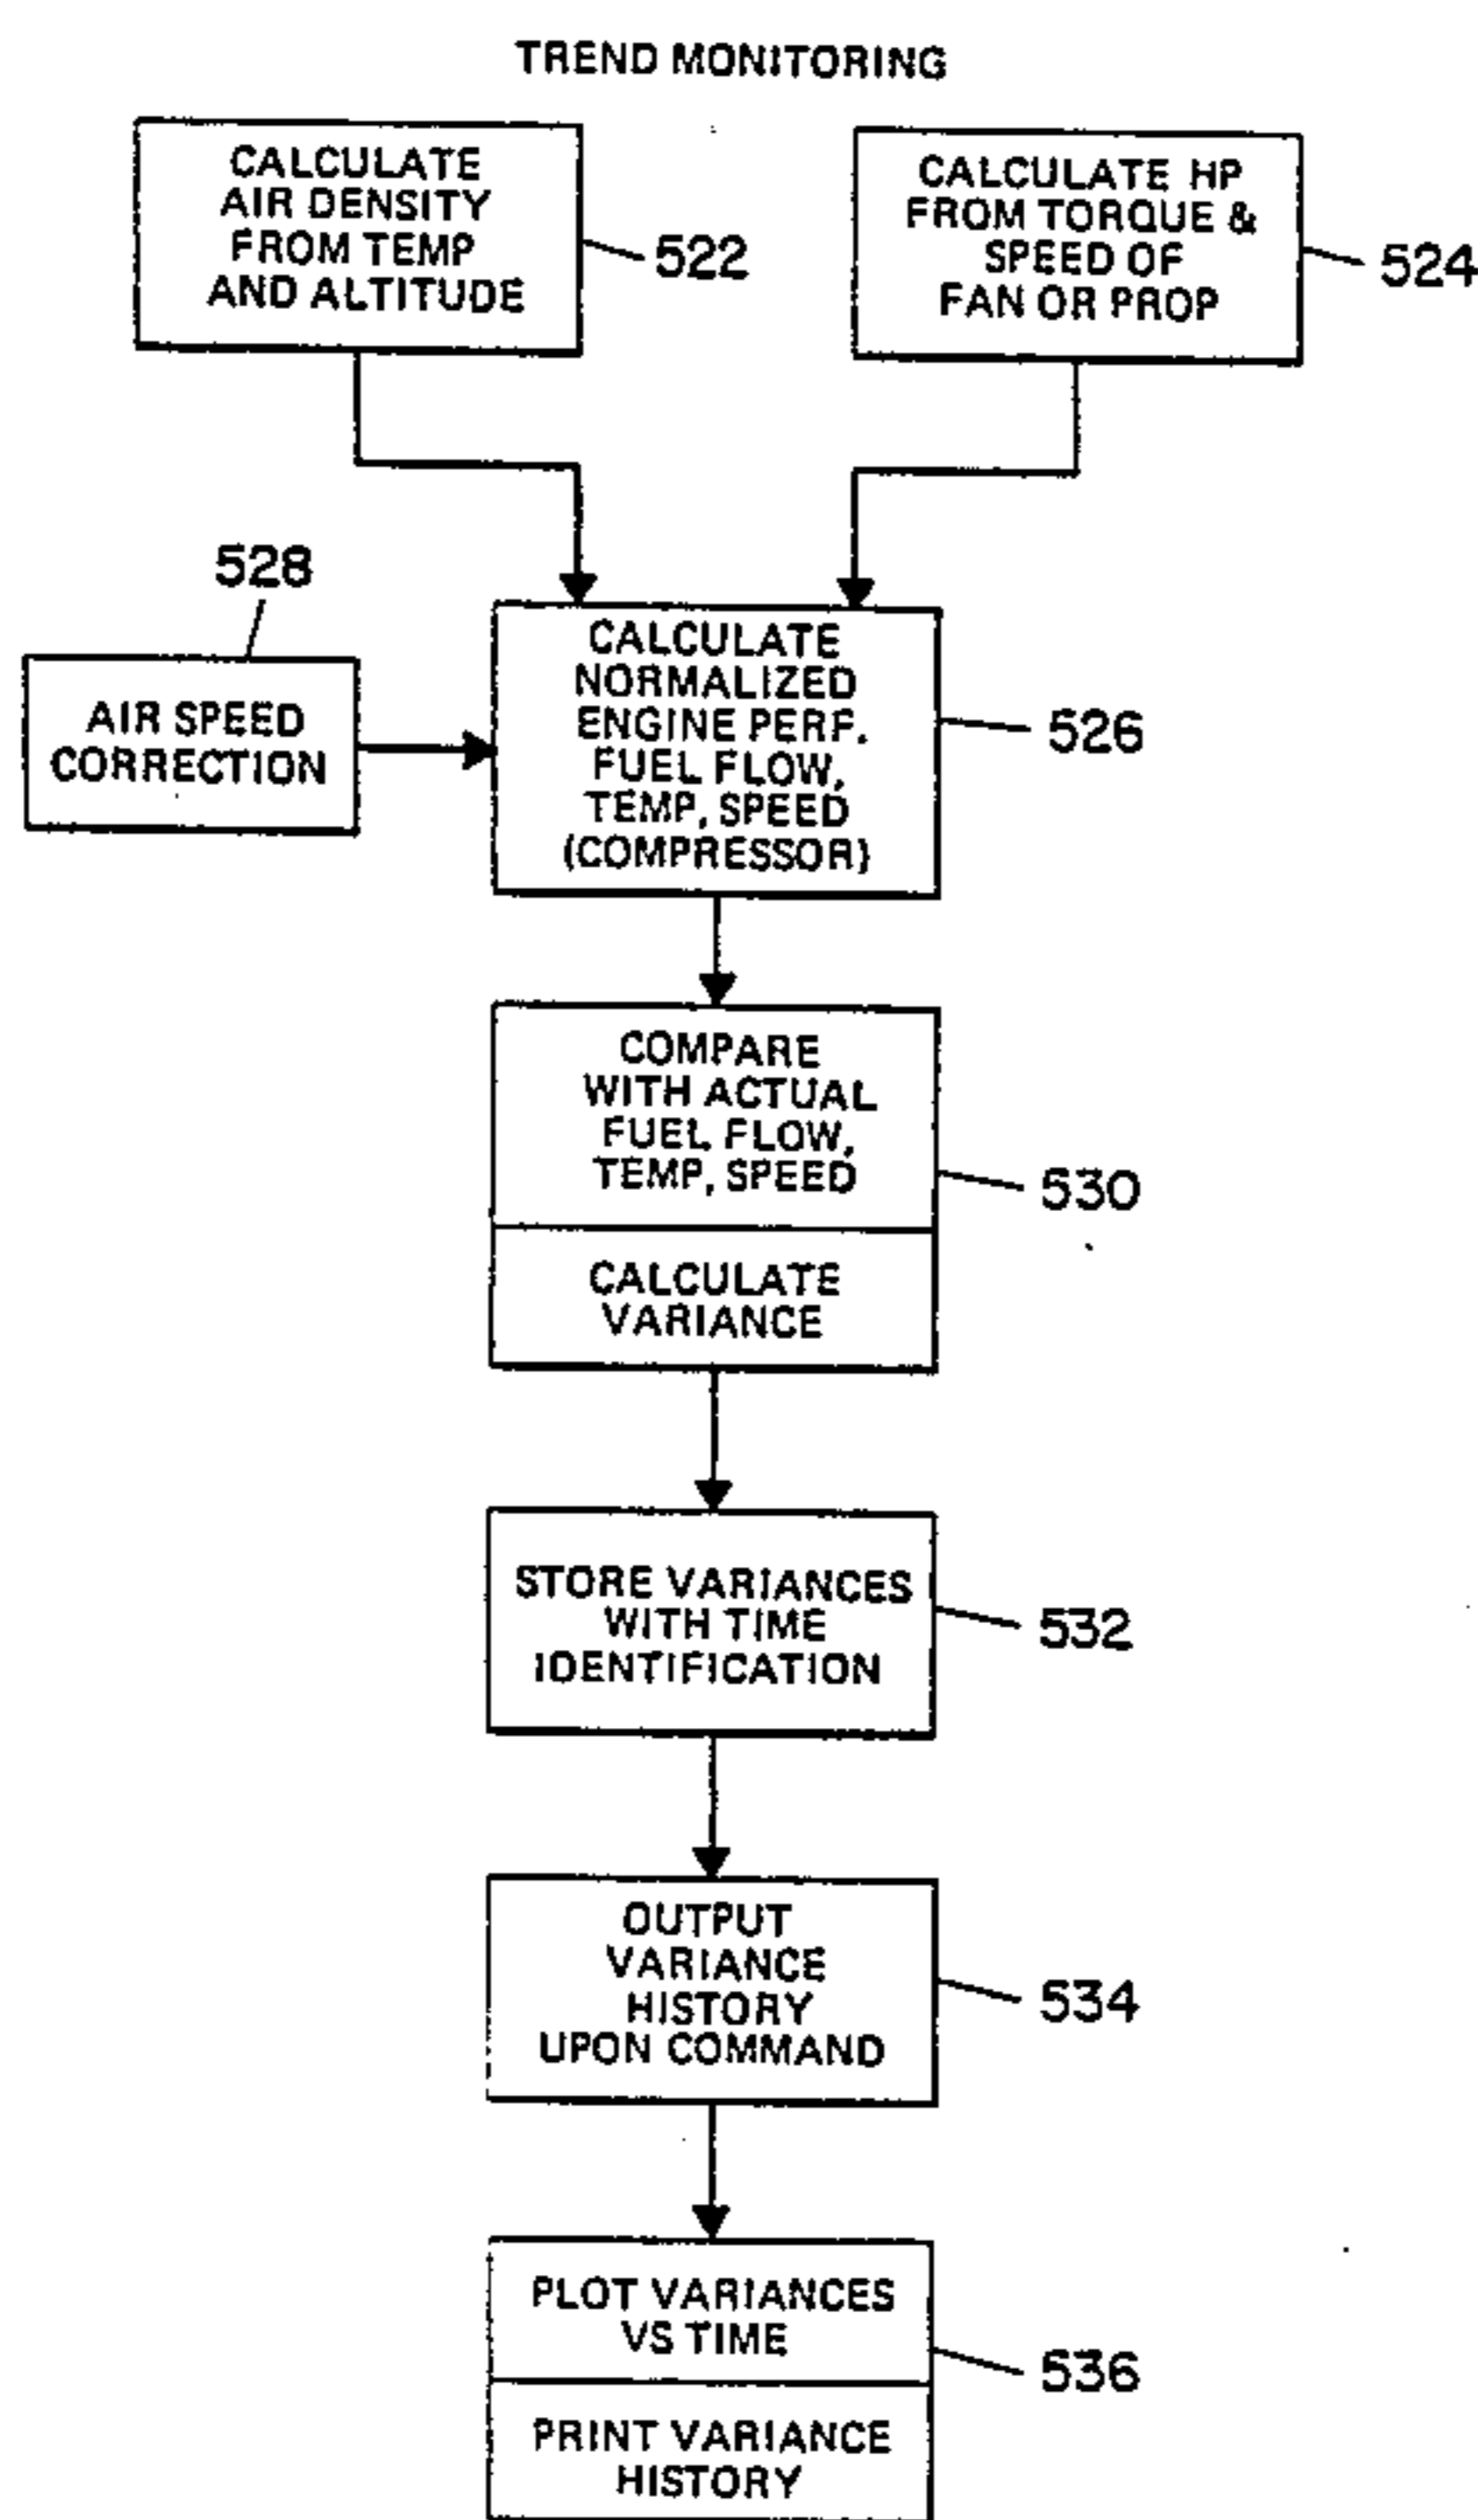 TREND MONITORING
CALCULATE
AIR DENSITY
FROM TEMP
AND ALTITUDE
522
CALCULATE HP
FROM TORQUE &
SPEED OF
FAN OR PROP
524
528
AIR SPEED
CORRECTION
CALCULATE
NORMALIZED
ENGINE PERF.
FUEL FLOW,
TEMP, SPEED
(COMPRESSOR)
526
COMPARE
WITH ACTUAL
FUEL FLOW,
TEMP, SPEED
530
CALCULATE
VARIANCE
STORE VARIANCES
WITH TIME
IDENTIFICATION
532
OUTPUT
VARIANCE
HISTORY
UPON COMMAND
534
PLOT VARIANCES
VS TIME
536
PRINT VARIANCE
HISTORY